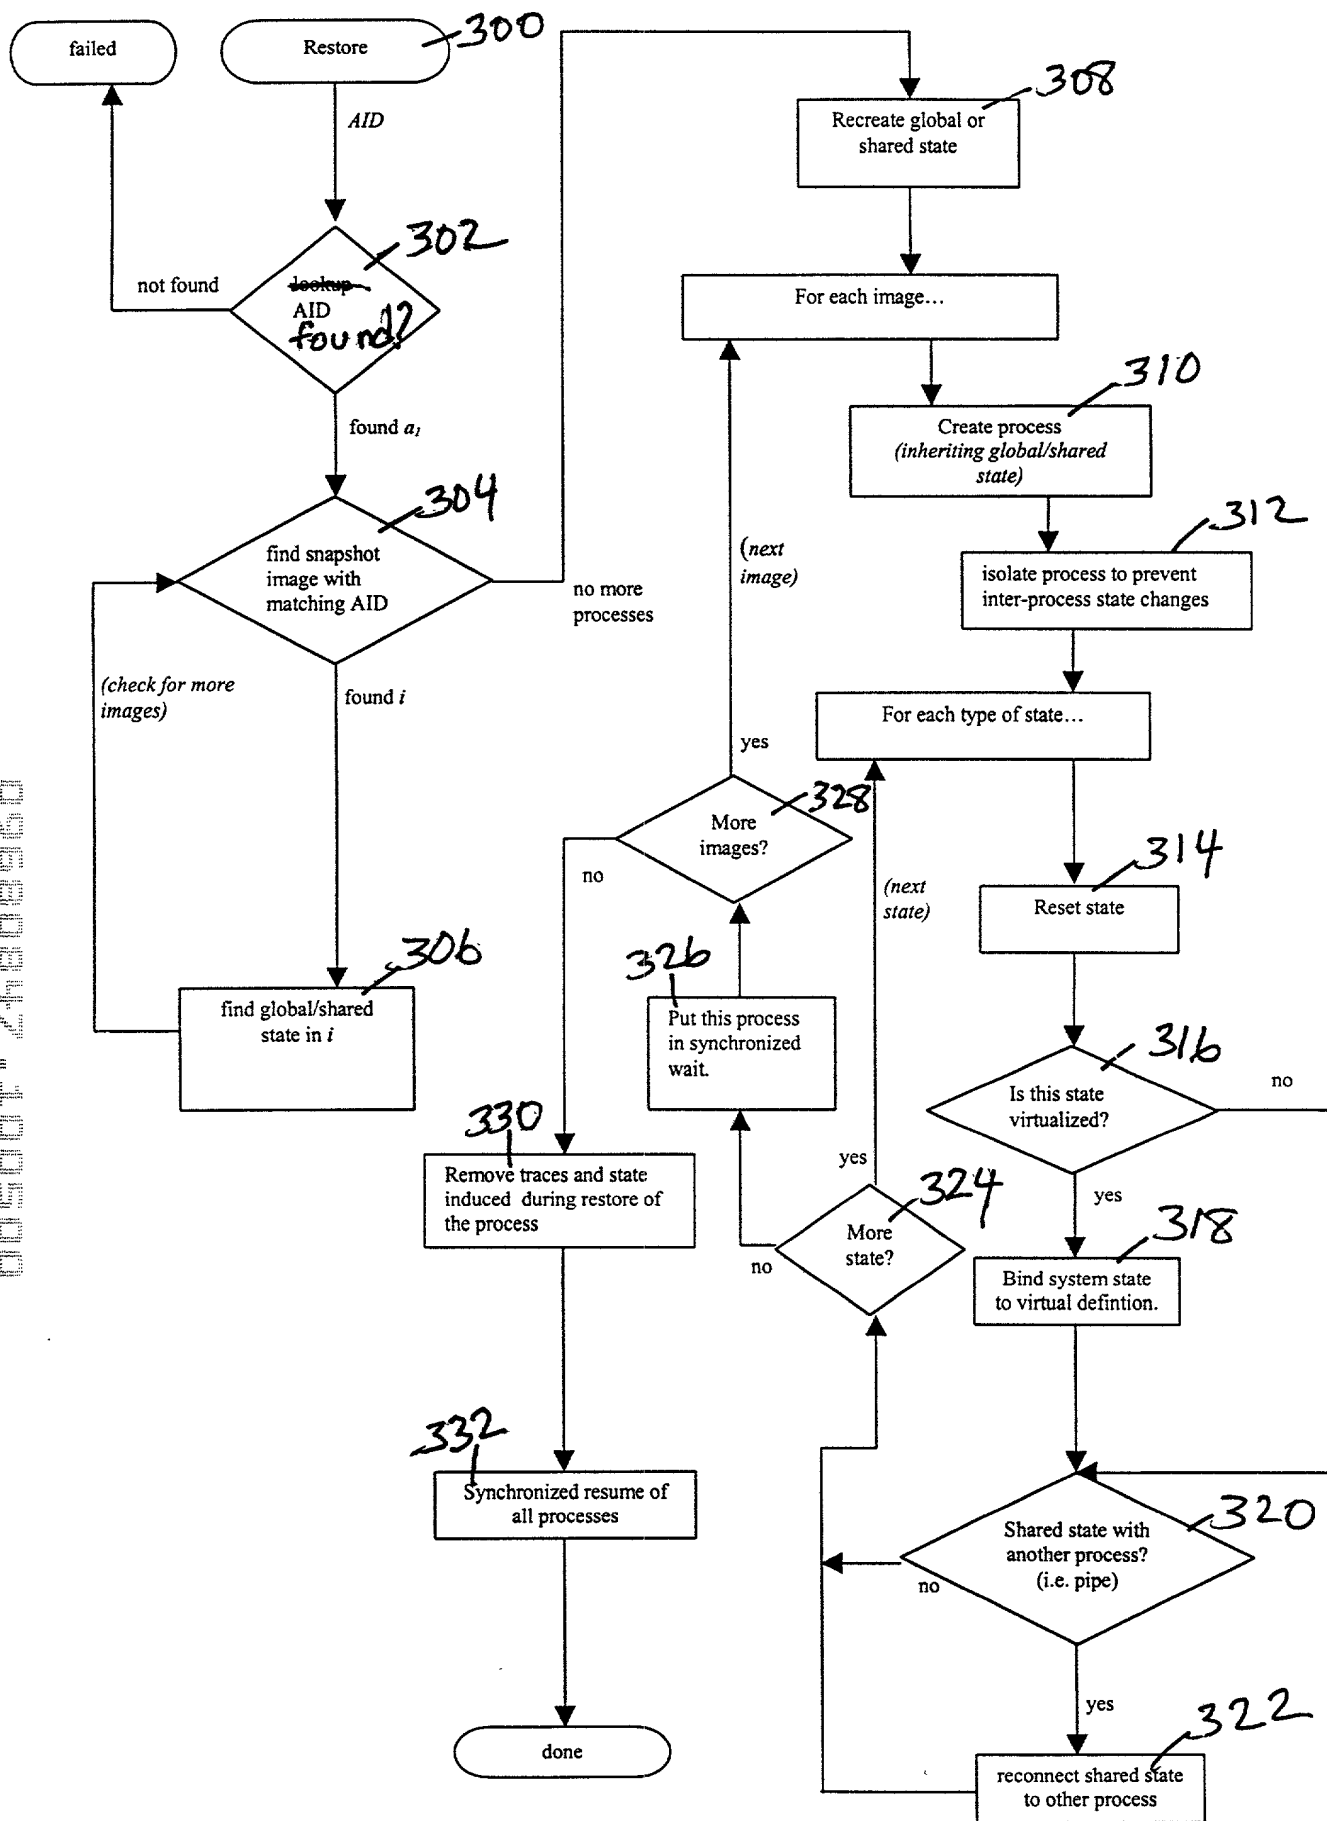 failed
Restore
300
AID
302
not found
lookup
AID
found?
found a1
304
find snapshot
image with
matching AID
no more
processes
(check for more
images)
found i
306
find global/shared
state in i
308
Recreate global or
shared state
For each image…
310
Create process
(inheriting global/shared
state)
312
isolate process to prevent
inter-process state changes
(next
image)
For each type of state…
yes
328
More
images?
no
(next
state)
314
Reset state
326
Put this process
in synchronized
wait.
316
Is this state
virtualized?
no
yes
330
Remove traces and state
induced during restore of
the process
yes
324
More
state?
no
318
Bind system state
to virtual defintion.
332
Synchronized resume of
all processes
320
Shared state with
another process?
(i.e. pipe)
no
yes
done
322
reconnect shared state
to other process